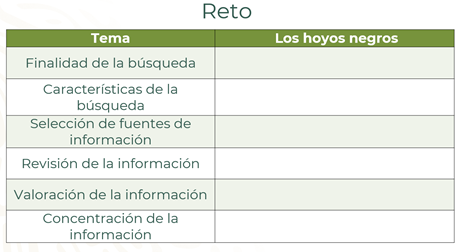 Reto
Tema
Los hoyos negros
Finalidad de la búsqueda
Características de la
búsqueda
Selección de fuentes de
información
Revisión de la información
Valoración de la información
Concentración de la
información